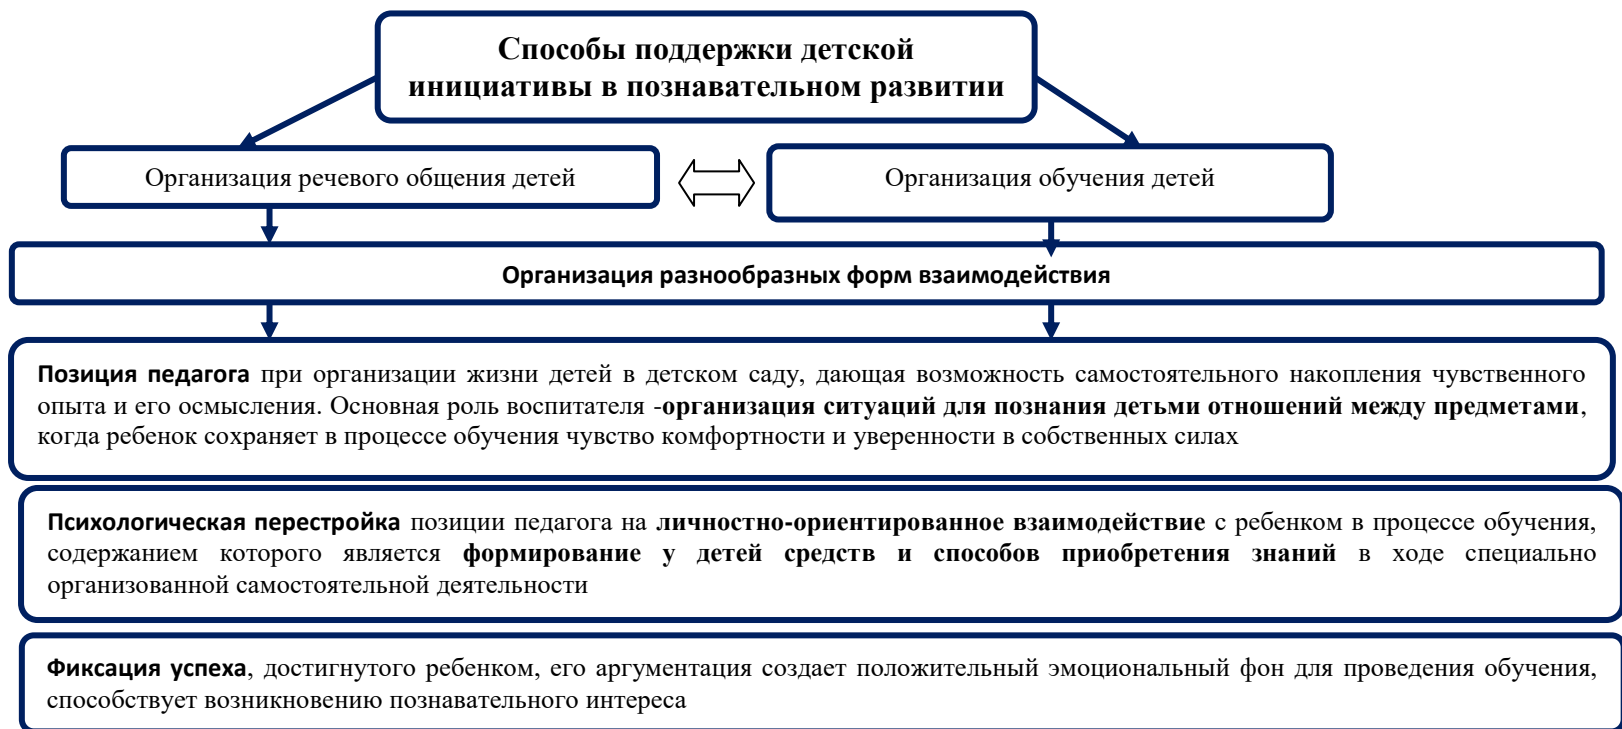 Способы поддержки детской
инициативы в познавательном развитии
Организация речевого общения детей
Организация обучения детей
Организация разнообразных форм взаимодействия
Позиция педагога при организации жизни детей в детском саду, дающая возможность самостоятельного накопления чувственного
опыта и его осмысления. Основная роль воспитателя -организация ситуаций для познания детьми отношений между предметами,
когда ребенок сохраняет в процессе обучения чувство комфортности и уверенности в собственных силах
Психологическая перестройка позиции педагога на личностно-ориентированное взаимодействие с ребенком в процессе обучения,
содержанием которого является формирование у детей средств и способов приобретения знаний в ходе специально
организованной самостоятельной деятельности
Фиксация успеха, достигнутого ребенком, его аргументация создает положительный эмоциональный фон для проведения обучения,
способствует возникновению познавательного интереса